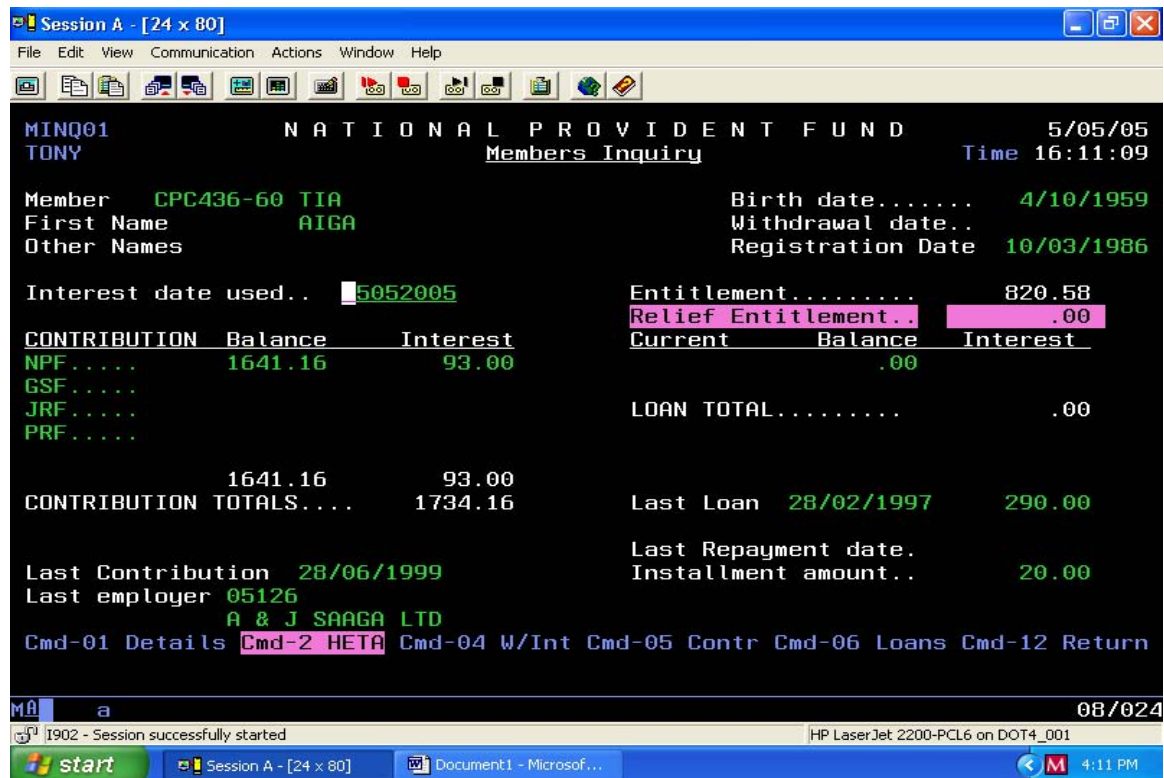 Session A - [24 x 80]
File Edit View Communication Actions Window Help
MINQ01 N A T I O N A L P R O V I D E N T F U N D 5/05/05
TONY Members Inquiry Time 16:11:09
Member CPC436-60 TIA Birth date....... 4/10/1959
First Name AIGA Withdrawal date..
Other Names Registration Date 10/03/1986
Interest date used.. 5052005 Entitlement......... 820.58
Relief Entitlement.. .00
CONTRIBUTION Balance Interest Current Balance Interest
NPF..... 1641.16 93.00 .00
GSF.....
JRF..... LOAN TOTAL......... .00
PRF.....
1641.16 93.00
CONTRIBUTION TOTALS.... 1734.16 Last Loan 28/02/1997 290.00
Last Repayment date.
Last Contribution 28/06/1999 Installment amount.. 20.00
Last employer 05126
A & J SAAGA LTD
Cmd-01 Details Cmd-2 HETA Cmd-04 W/Int Cmd-05 Contr Cmd-06 Loans Cmd-12 Return
MA a 08/024
I902 - Session successfully started HP LaserJet 2200-PCL6 on DOT4_001
start Session A - [24 x 80] Document1 - Microsof... M 4:11 PM